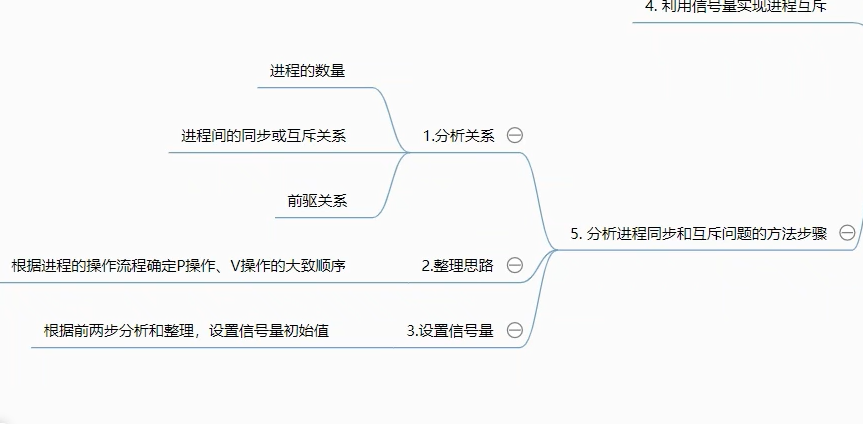 4. 利用信号量实现进程互斥
5. 分析进程同步和互斥问题的方法步骤
1.分析关系
进程的数量
进程间的同步或互斥关系
前驱关系
2.整理思路
根据进程的操作流程确定P操作、V操作的大致顺序
3.设置信号量
根据前两步分析和整理，设置信号量初始值